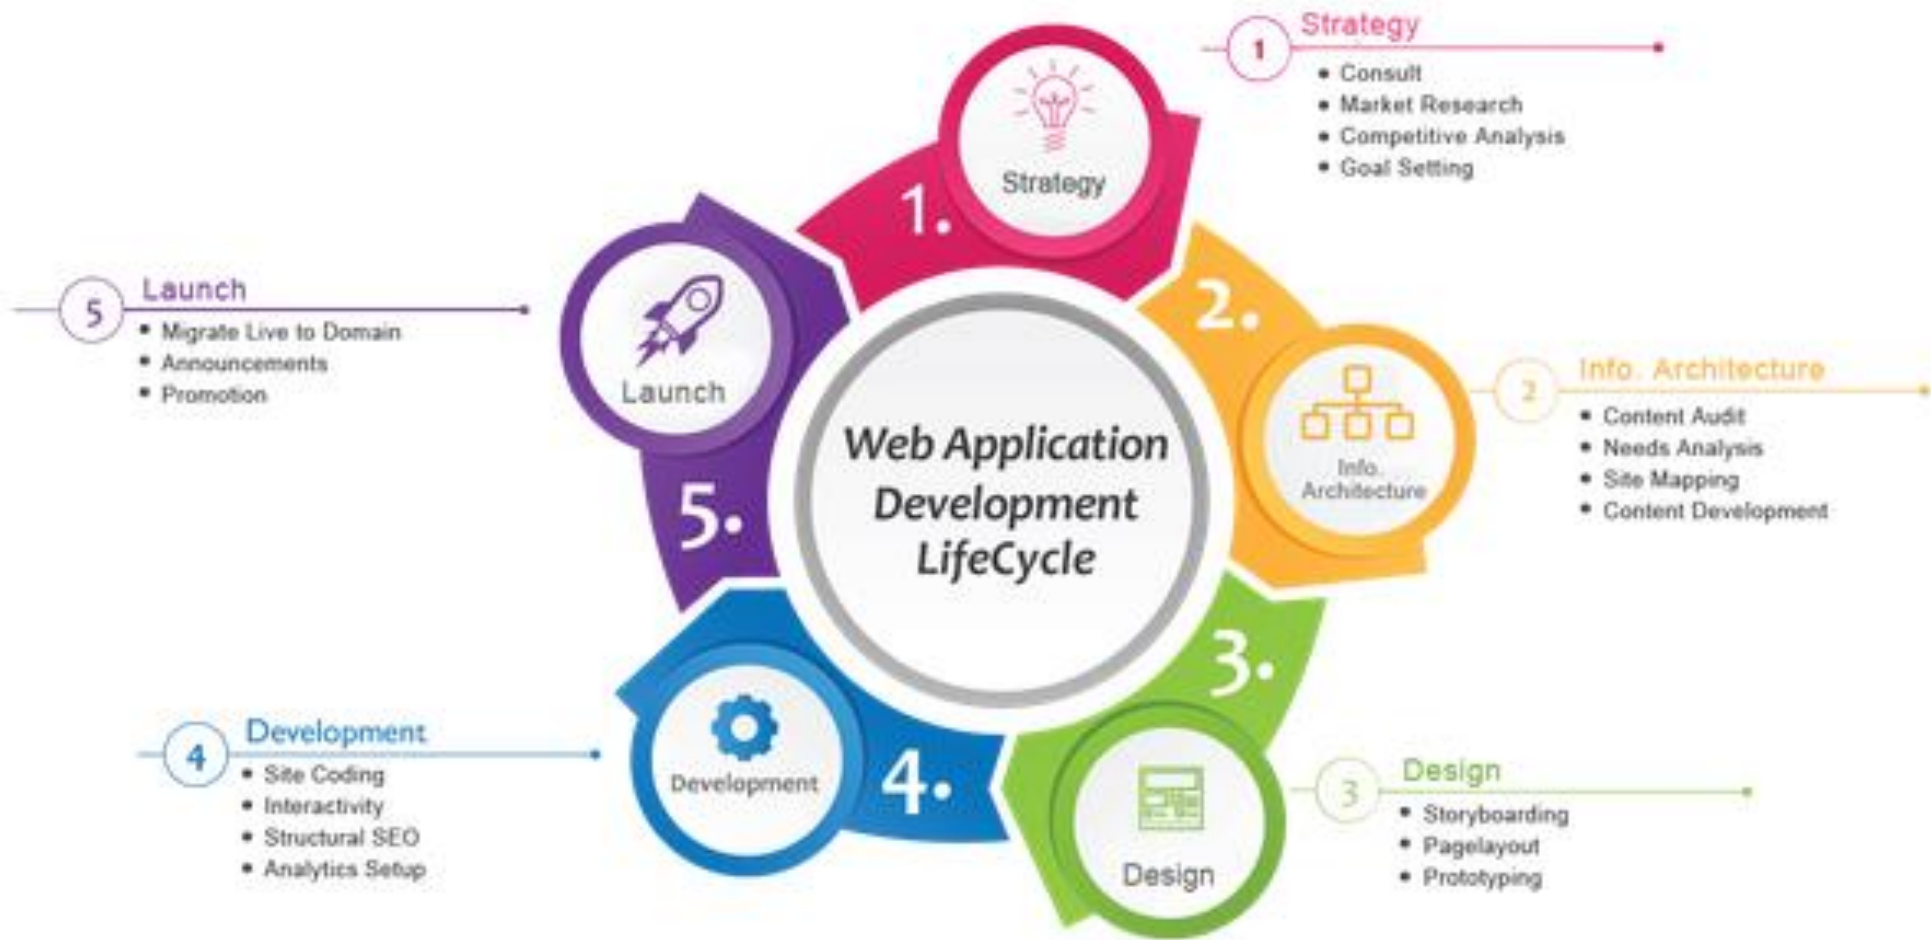 Web Application
Development
LifeCycle
1.
Strategy
2.
Info.
Architecture
3.
Design
4.
Development
5.
Launch
1
Strategy
• Consult
• Market Research
• Competitive Analysis
• Goal Setting
2
Info. Architecture
• Content Audit
• Needs Analysis
• Site Mapping
• Content Development
3
Design
• Storyboarding
• Pagelayout
• Prototyping
4
Development
• Site Coding
• Interactivity
• Structural SEO
• Analytics Setup
5
Launch
• Migrate Live to Domain
• Announcements
• Promotion